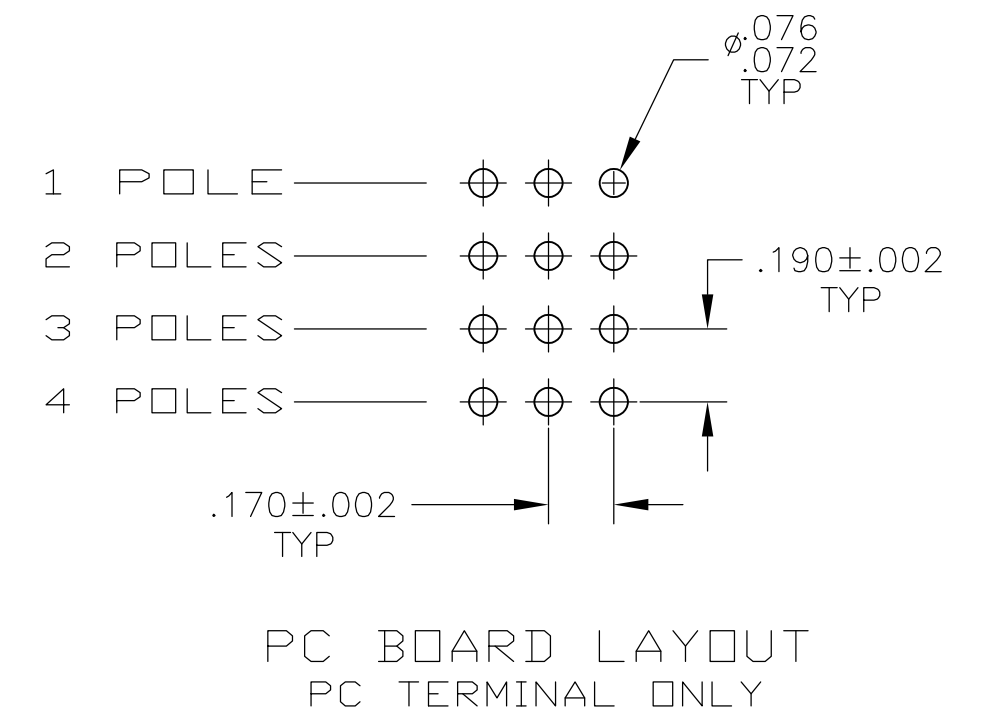 ⌀.076
.072
TYP
1 POLE
2 POLES
.190±.002
TYP
3 POLES
4 POLES
.170±.002
TYP
PC BOARD LAYOUT
PC TERMINAL ONLY